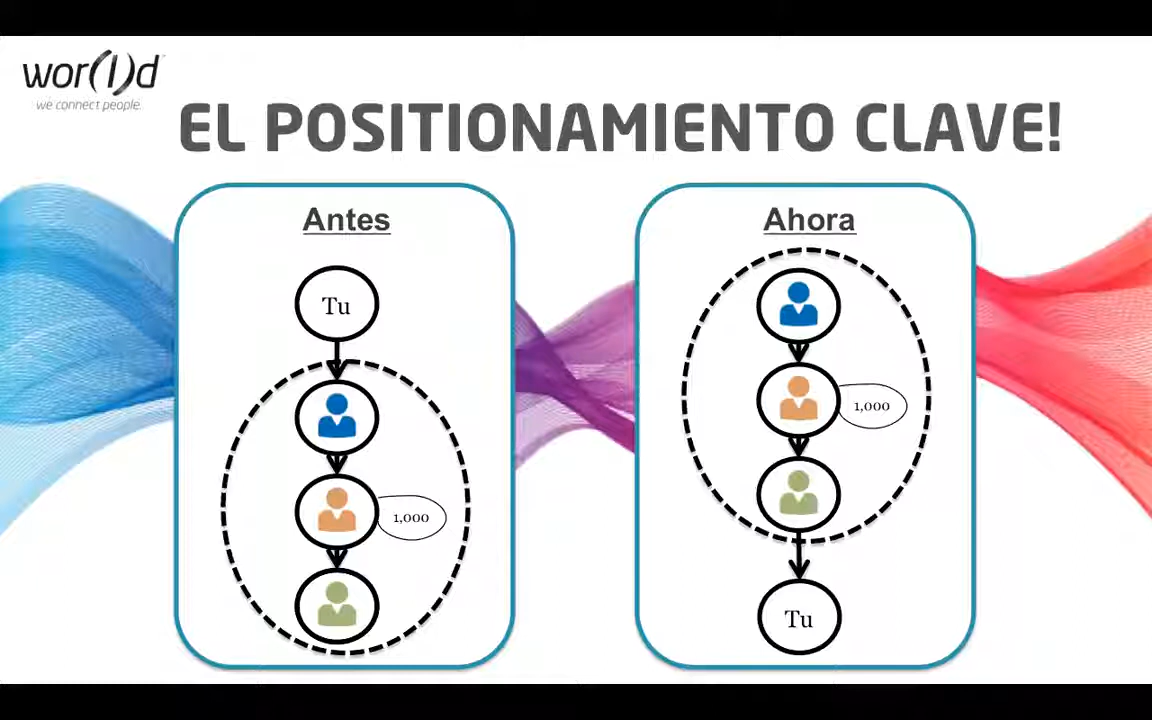 wor(l)d
we connect people.
EL POSITIONAMIENTO CLAVE!
Antes
Tu
1,000
Ahora
1,000
Tu